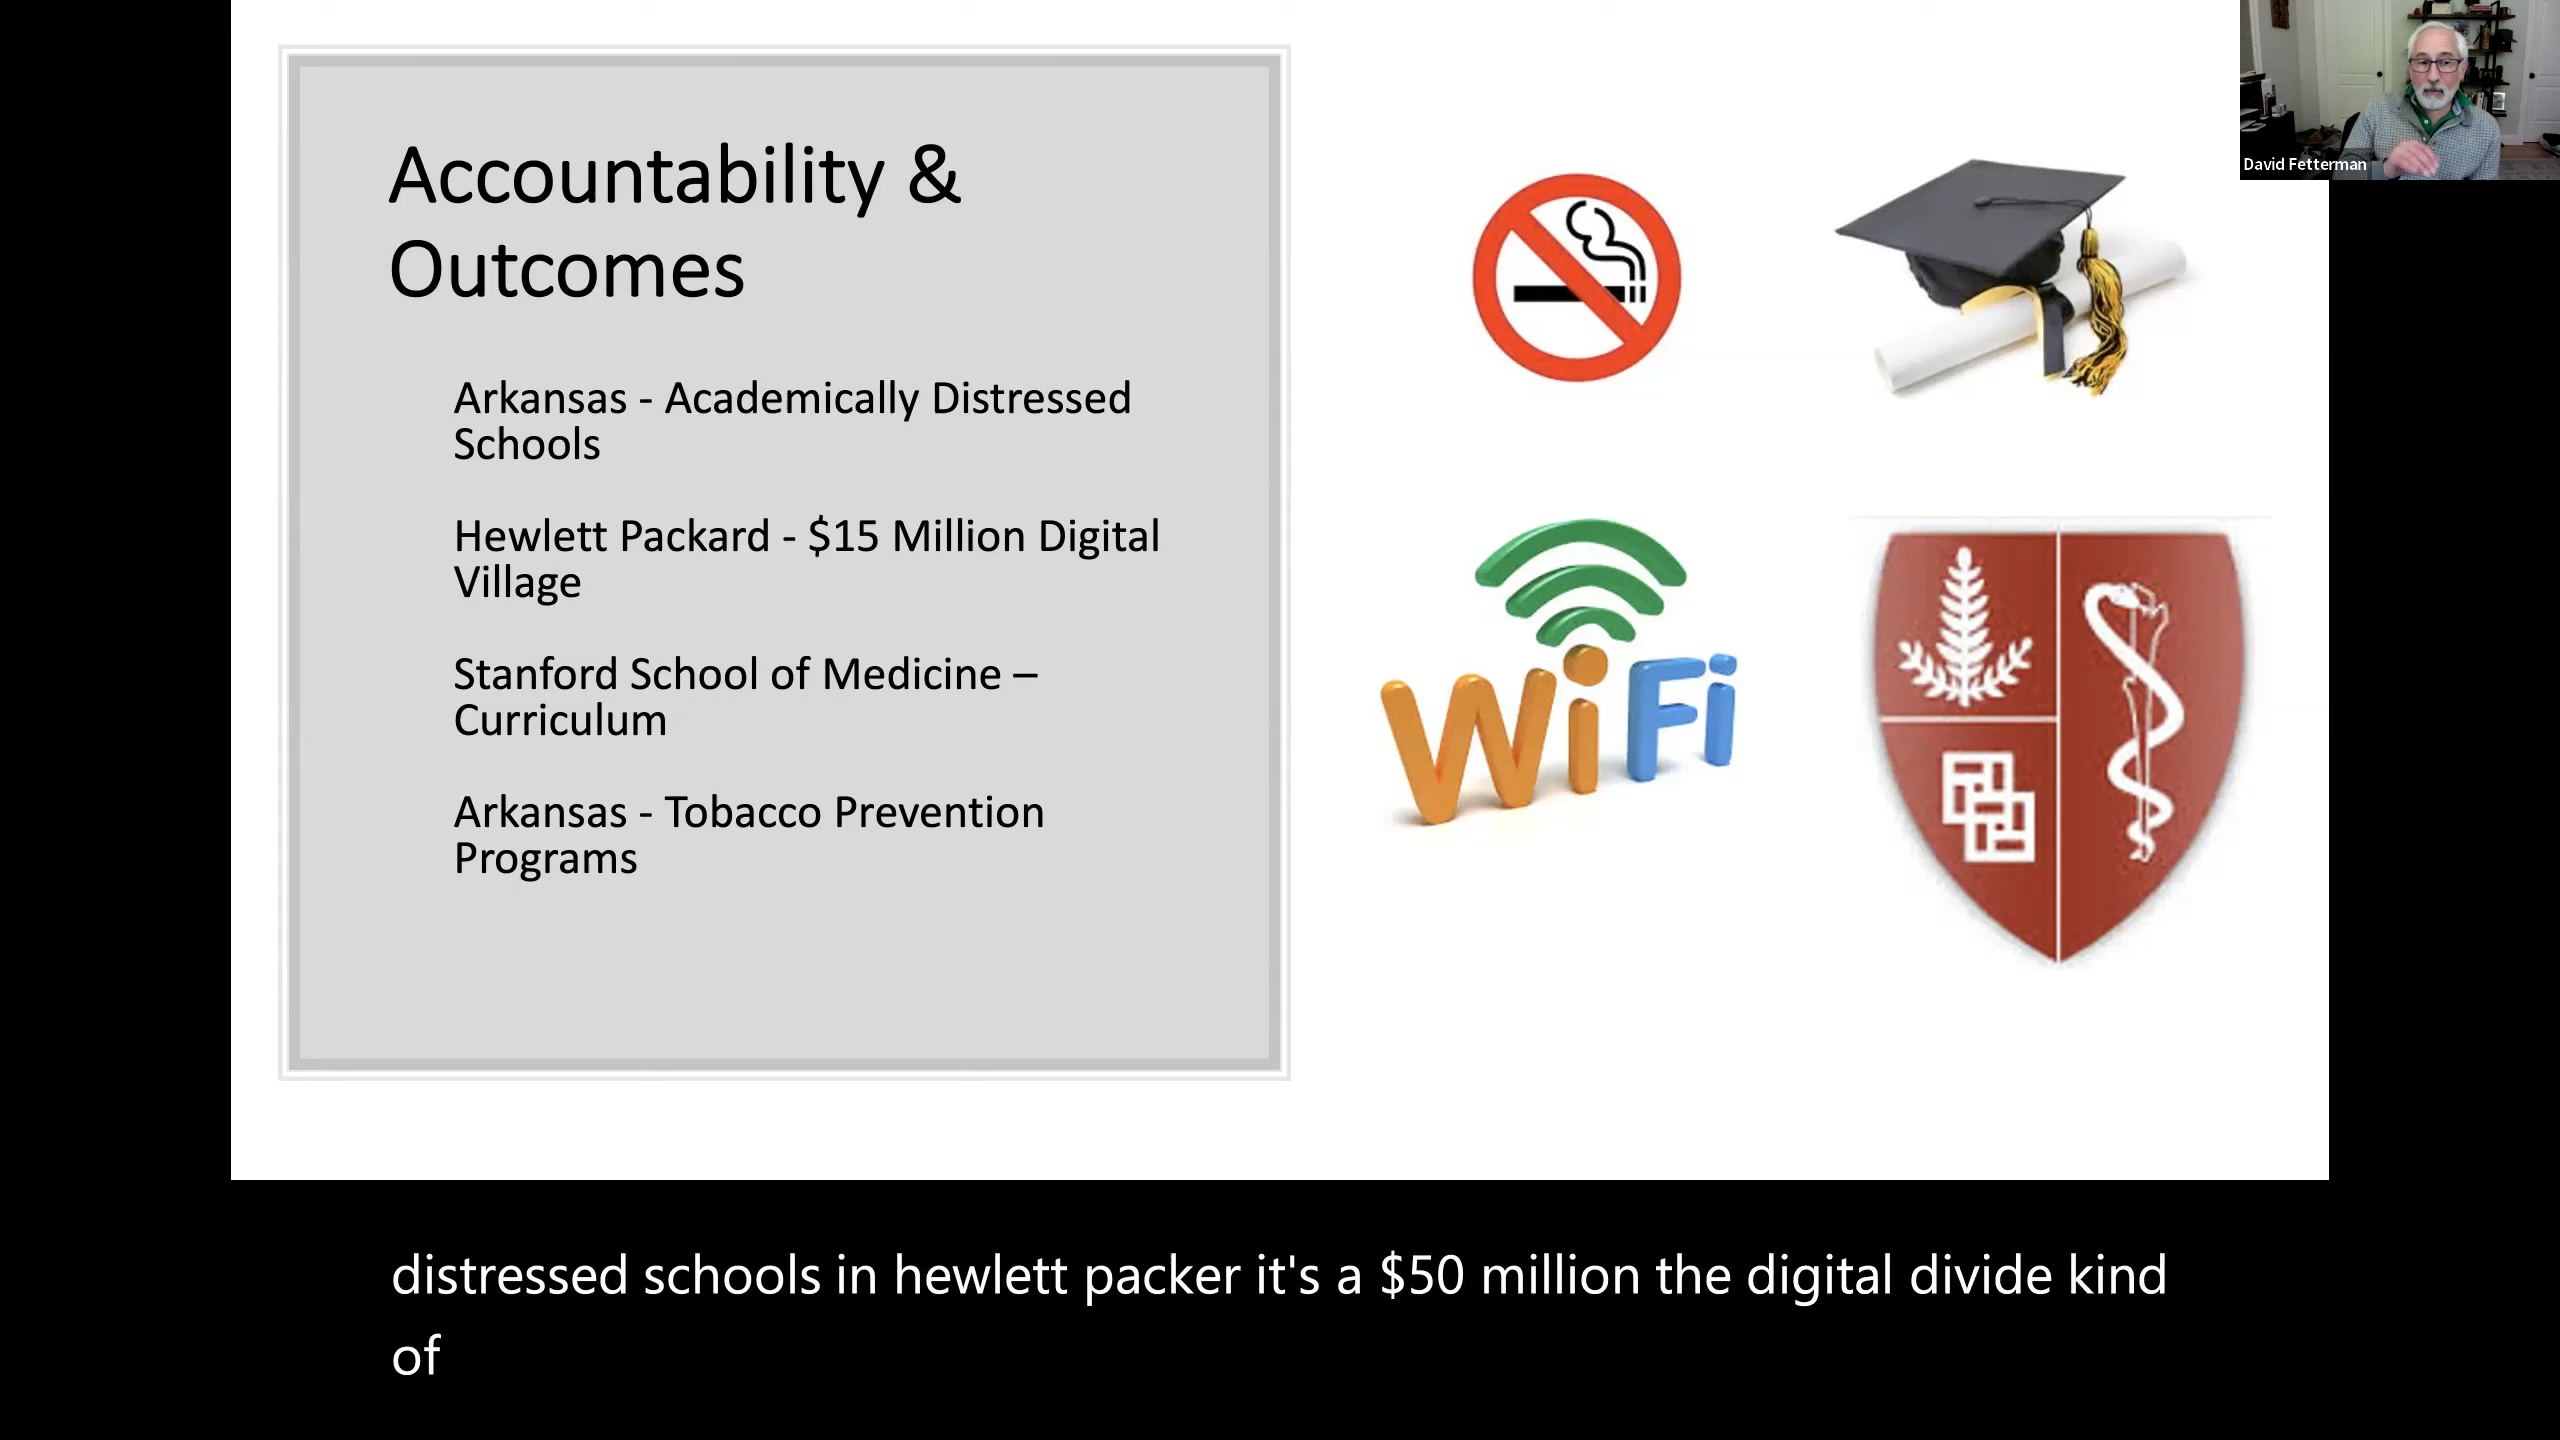 Accountability &
Outcomes
Arkansas - Academically Distressed
Schools
Hewlett Packard - $15 Million Digital
Village
Stanford School of Medicine –
Curriculum
Arkansas - Tobacco Prevention
Programs
WiFi
David Fetterman
distressed schools in hewlett packer it's a $50 million the digital divide kind
of